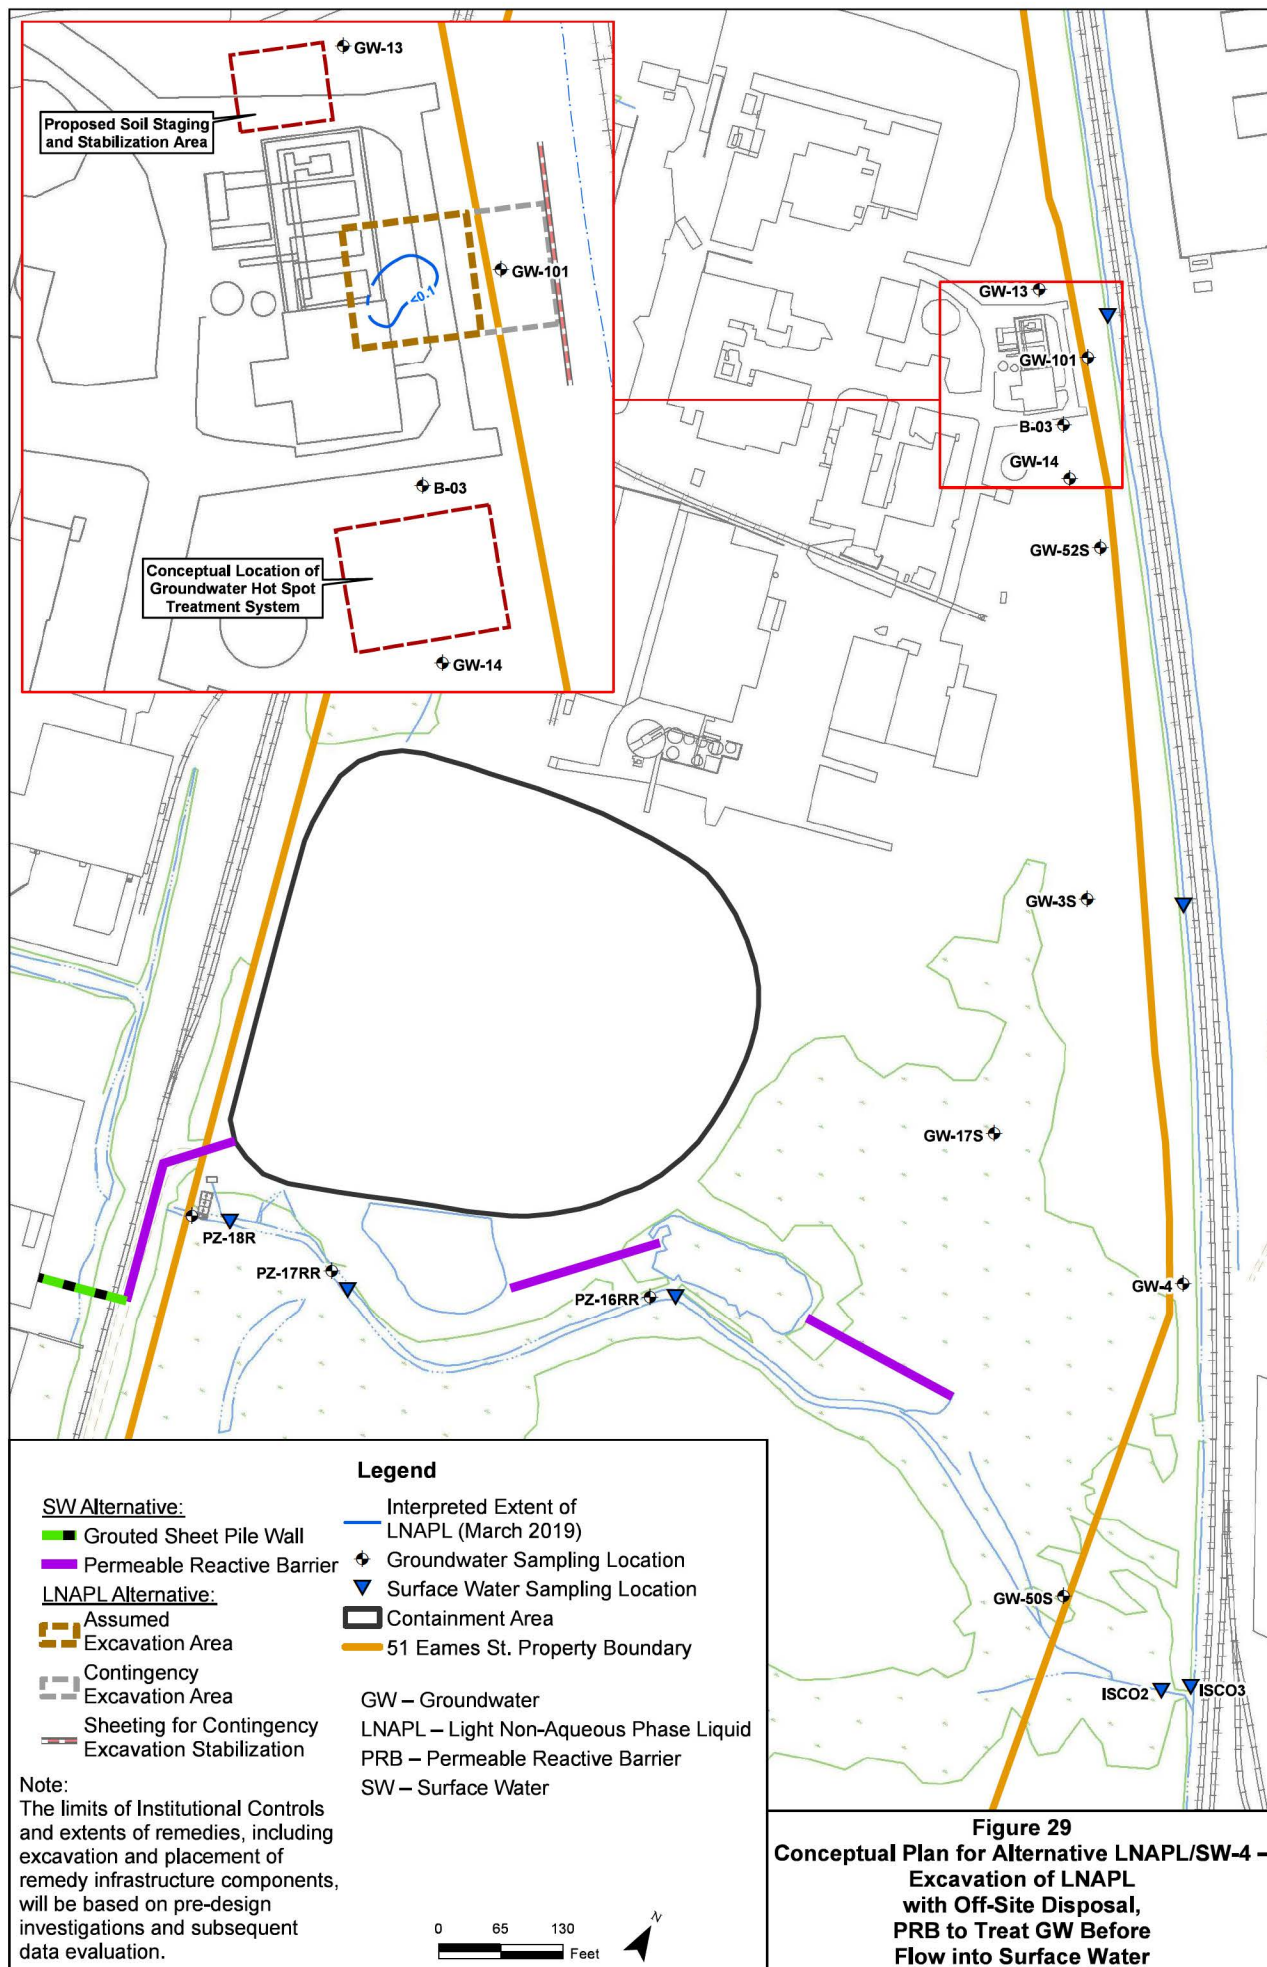 GW-13
Proposed Soil Staging
and Stabilization Area
GW-101
<0.1
B-03
Conceptual Location of
Groundwater Hot Spot
Treatment System
GW-14
GW-13
GW-101
B-03
GW-14
GW-52S
GW-3S
GW-17S
PZ-18R
PZ-17RR
PZ-16RR
GW-4
GW-50S
ISCO2
ISCO3
Legend
SW Alternative:
Grouted Sheet Pile Wall
Permeable Reactive Barrier
LNAPL Alternative:
Assumed
Excavation Area
Contingency
Excavation Area
Sheeting for Contingency
Excavation Stabilization
Interpreted Extent of
LNAPL (March 2019)
Groundwater Sampling Location
Surface Water Sampling Location
Containment Area
51 Eames St. Property Boundary
GW – Groundwater
LNAPL – Light Non-Aqueous Phase Liquid
PRB – Permeable Reactive Barrier
SW – Surface Water
Note:
The limits of Institutional Controls
and extents of remedies, including
excavation and placement of
remedy infrastructure components,
will be based on pre-design
investigations and subsequent
data evaluation.
0 65 130
Feet
N
Figure 29
Conceptual Plan for Alternative LNAPL/SW-4 –
Excavation of LNAPL
with Off-Site Disposal,
PRB to Treat GW Before
Flow into Surface Water